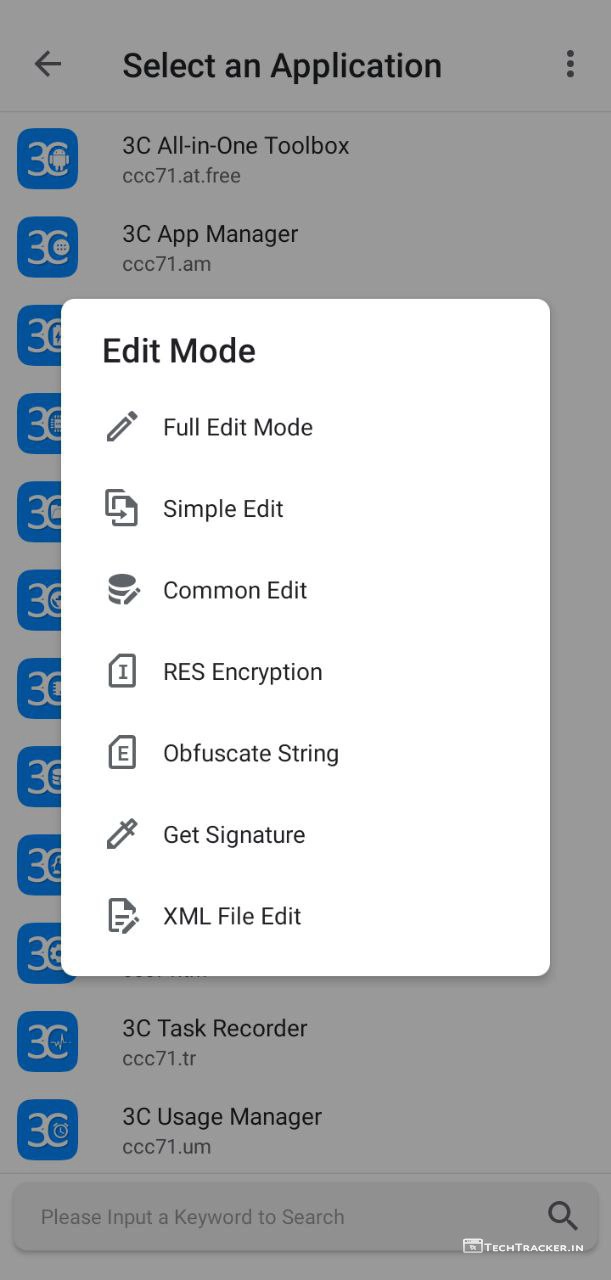 Select an Application
3C All-in-One Toolbox
ccc71.at.free
3C App Manager
ccc71.am
Edit Mode
Full Edit Mode
Simple Edit
Common Edit
RES Encryption
Obfuscate String
Get Signature
XML File Edit
3C Task Recorder
ccc71.tr
3C Usage Manager
ccc71.um
Please Input a Keyword to Search
TECHTRACKER.IN